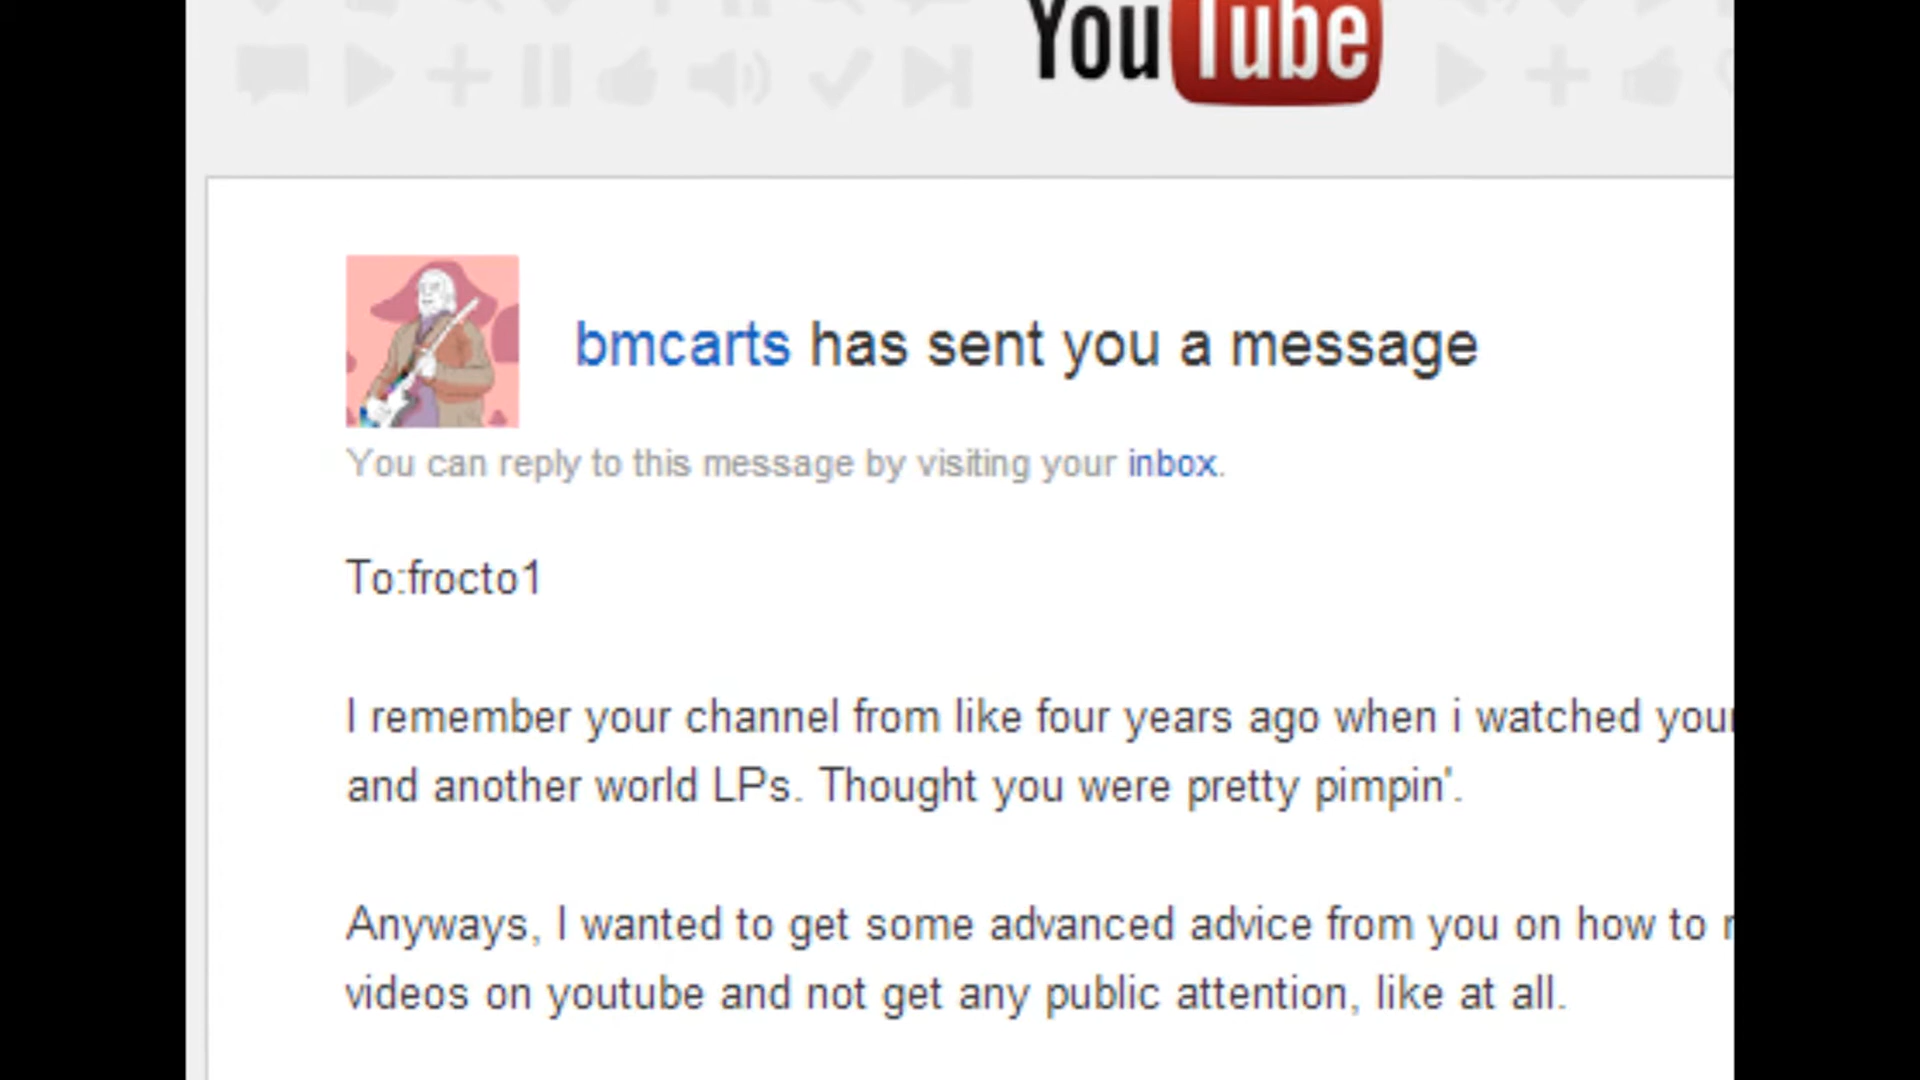 YouTube
bmcarts has sent you a message
You can reply to this message by visiting your inbox.
To:frocto1
I remember your channel from like four years ago when i watched your
and another world LPs. Thought you were pretty pimpin'.
Anyways, I wanted to get some advanced advice from you on how to
videos on youtube and not get any public attention, like at all.